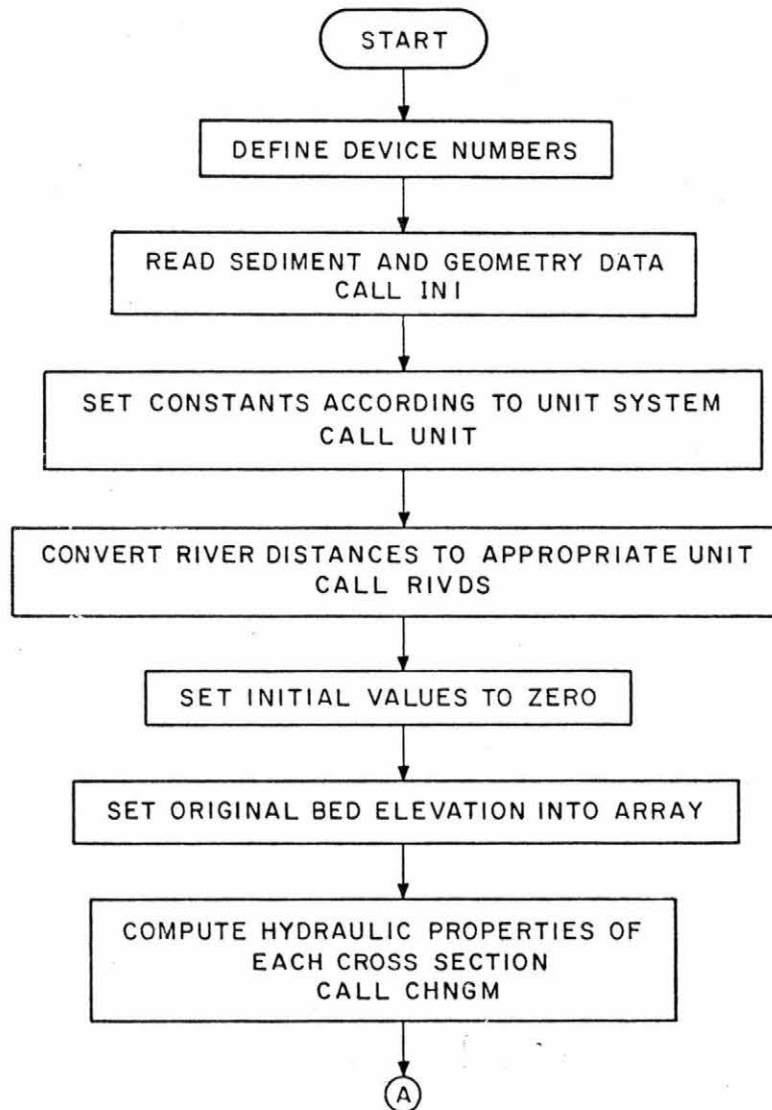 START
DEFINE DEVICE NUMBERS
READ SEDIMENT AND GEOMETRY DATA
CALL INI
SET CONSTANTS ACCORDING TO UNIT SYSTEM
CALL UNIT
CONVERT RIVER DISTANCES TO APPROPRIATE UNIT
CALL RIVDS
SET INITIAL VALUES TO ZERO
SET ORIGINAL BED ELEVATION INTO ARRAY
COMPUTE HYDRAULIC PROPERTIES OF
EACH CROSS SECTION
CALL CHNGM
A